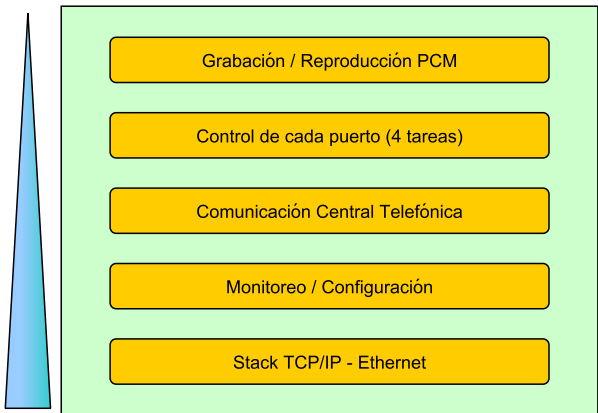 Grabación / Reproducción PCM
Control de cada puerto (4 tareas)
Comunicación Central Telefónica
Monitoreo / Configuración
Stack TCP/IP - Ethernet